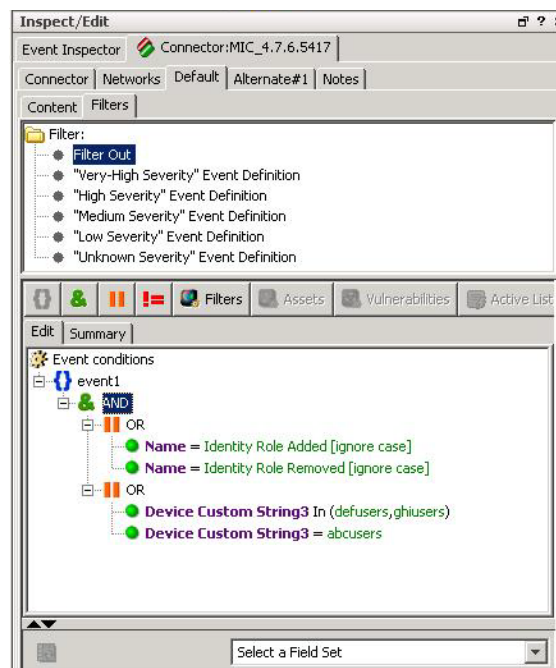 Inspect/Edit
Event Inspector Connector:MIC_4.7.6.5417
Connector Networks Default Alternate#1 Notes
Content Filters
Filter:
Filter Out
"Very-High Severity" Event Definition
"High Severity" Event Definition
"Medium Severity" Event Definition
"Low Severity" Event Definition
"Unknown Severity" Event Definition
{} & || != Filters Assets Vulnerabilities Active List
Edit Summary
Event conditions
{} event1
& AND
|| OR
Name = Identity Role Added [ignore case]
Name = Identity Role Removed [ignore case]
|| OR
Device Custom String3 In (defusers,ghiusers)
Device Custom String3 = abcusers
Select a Field Set